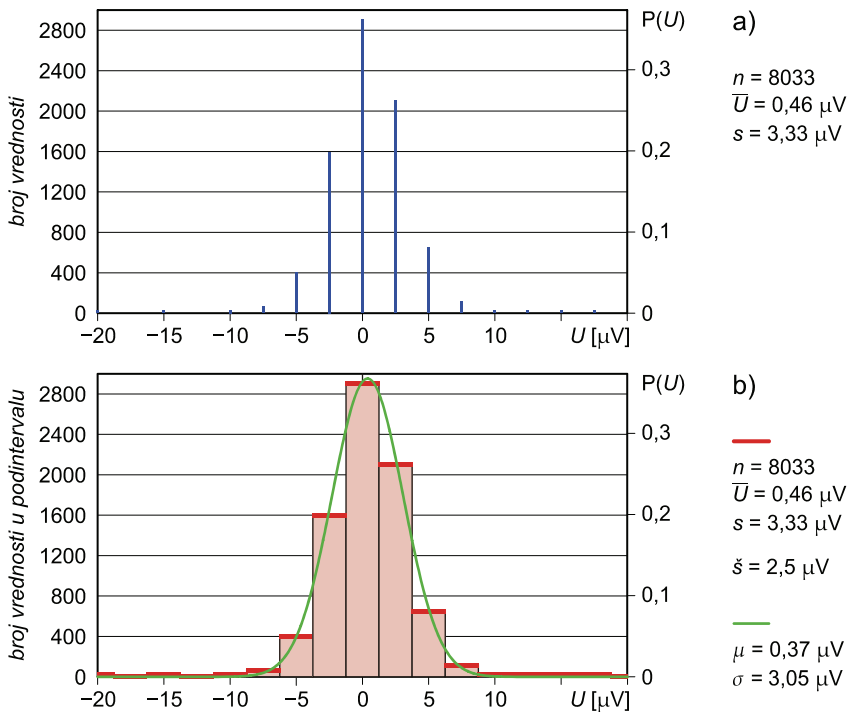 broj vrednosti
2800
2400
2000
1600
1200
800
400
0
−20
−15
−10
−5
0
5
10
U [µV]
P(U)
0,3
0,2
0,1
0
a)
n = 8033
U̅ = 0,46 µV
s = 3,33 µV
broj vrednosti u podintervalu
2800
2400
2000
1600
1200
800
400
0
−20
−15
−10
−5
0
5
10
U [µV]
P(U)
0,3
0,2
0,1
0
b)
n = 8033
U̅ = 0,46 µV
s = 3,33 µV
š = 2,5 µV
µ = 0,37 µV
σ = 3,05 µV